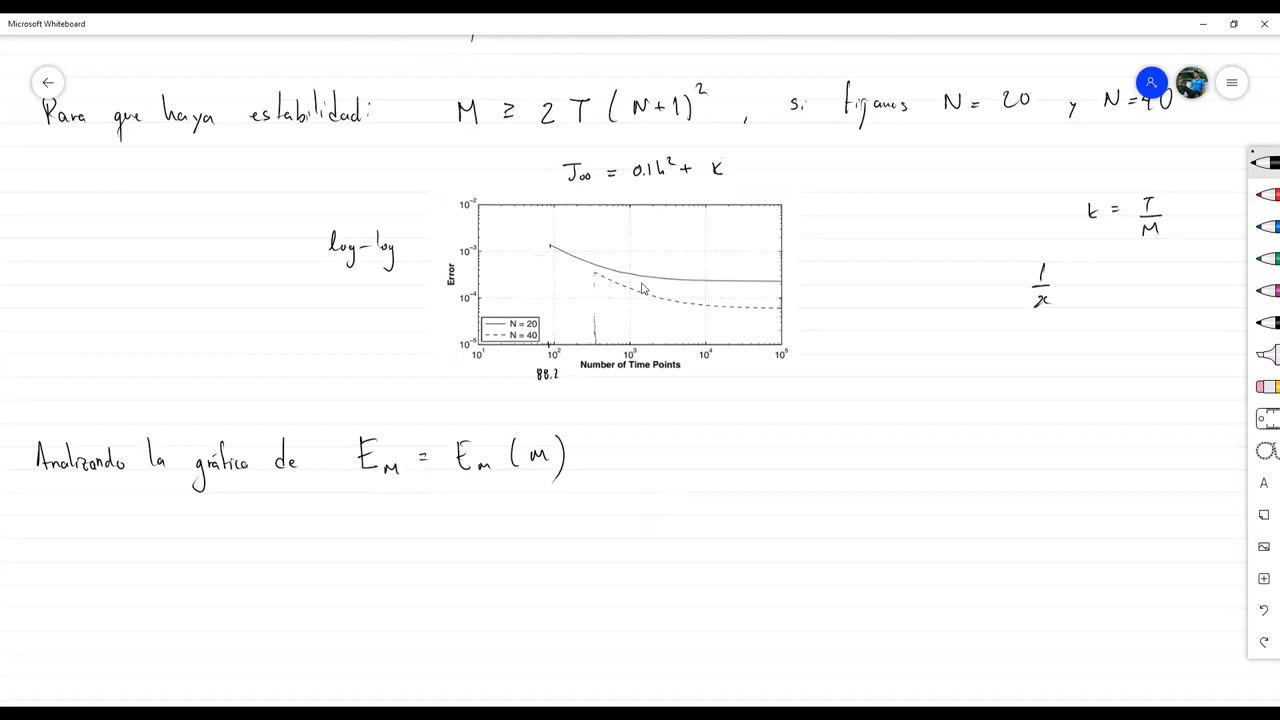 Microsoft Whiteboard
Para que haya estabilidad: M ≥ 2 T (N+1)², si fijamos N = 20 y N = 40
J∞ = 0.1h² + k
k = T/M
log-log
1/x
Error
10⁻²
10⁻³
10⁻⁴
10⁻⁵
N = 20
N = 40
10¹ 10² 10³ 10⁴ 10⁵
Number of Time Points
88.2
Analizando la gráfica de E_M = E_M (M)
A